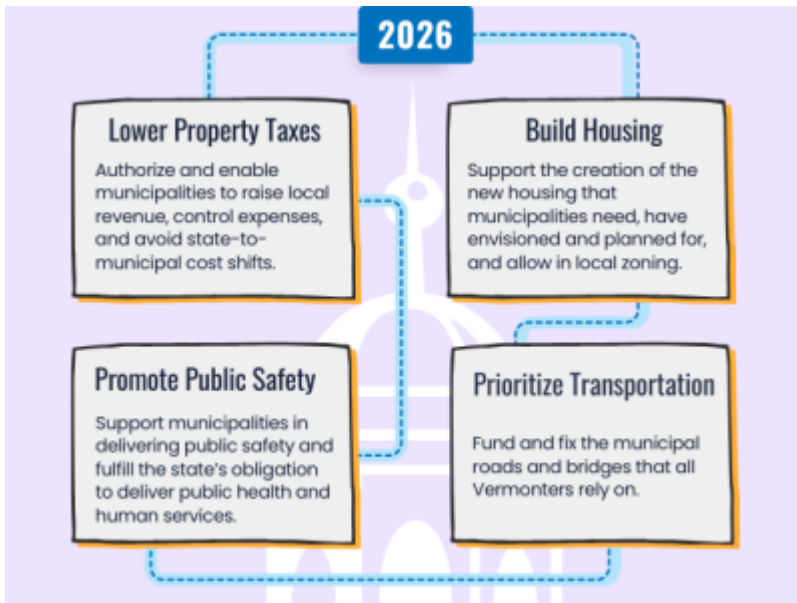 2026
Lower Property Taxes
Authorize and enable
municipalities to raise local
revenue, control expenses,
and avoid state-to-
municipal cost shifts.
Build Housing
Support the creation of the
new housing that
municipalities need, have
envisioned and planned for,
and allow in local zoning.
Promote Public Safety
Support municipalities in
delivering public safety and
fulfill the state's obligation
to deliver public health and
human services.
Prioritize Transportation
Fund and fix the municipal
roads and bridges that all
Vermonters rely on.